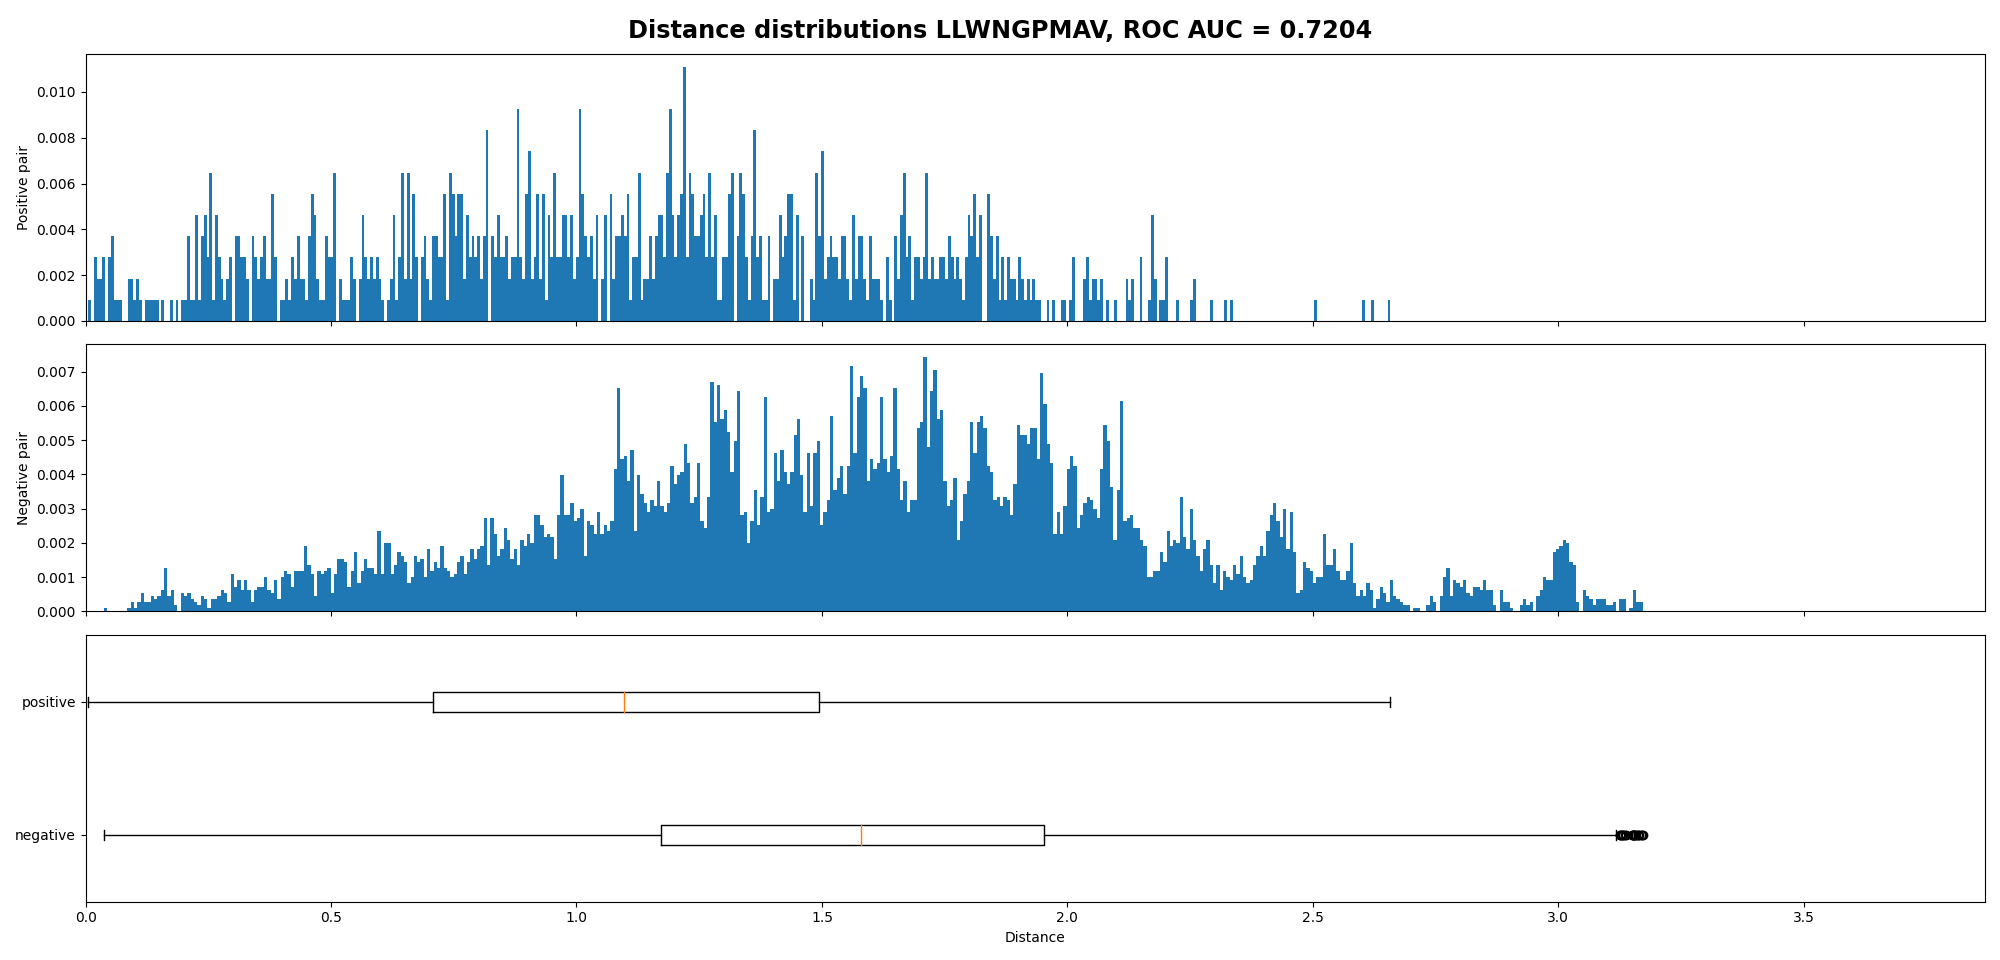 Distance distributions LLWNGPMAV, ROC AUC = 0.7204
0.010
0.008
0.006
0.004
0.002
0.000
Positive pair
0.007
0.006
0.005
0.004
0.003
0.002
0.001
0.000
Negative pair
positive
negative
0.0 0.5 1.0 1.5 2.0 2.5 3.0 3.5
Distance